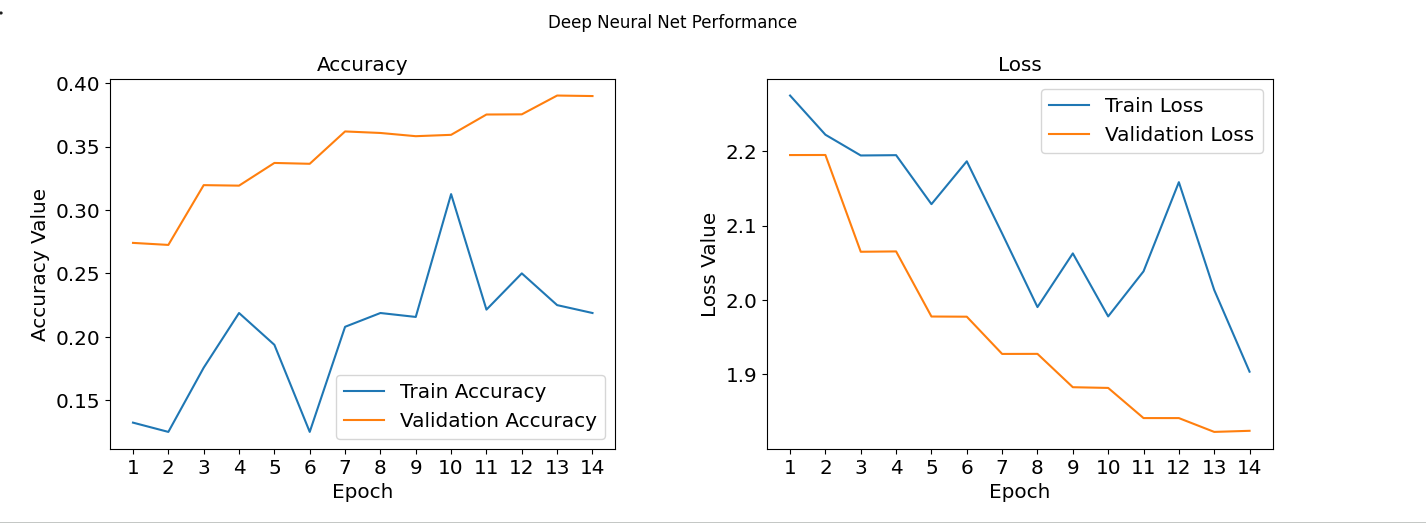 Deep Neural Net Performance
Accuracy
Accuracy Value
0.40
0.35
0.30
0.25
0.20
0.15
Train Accuracy
Validation Accuracy
1 2 3 4 5 6 7 8 9 10 11 12 13 14
Epoch
Loss
Loss Value
2.2
2.1
2.0
1.9
Train Loss
Validation Loss
1 2 3 4 5 6 7 8 9 10 11 12 13 14
Epoch